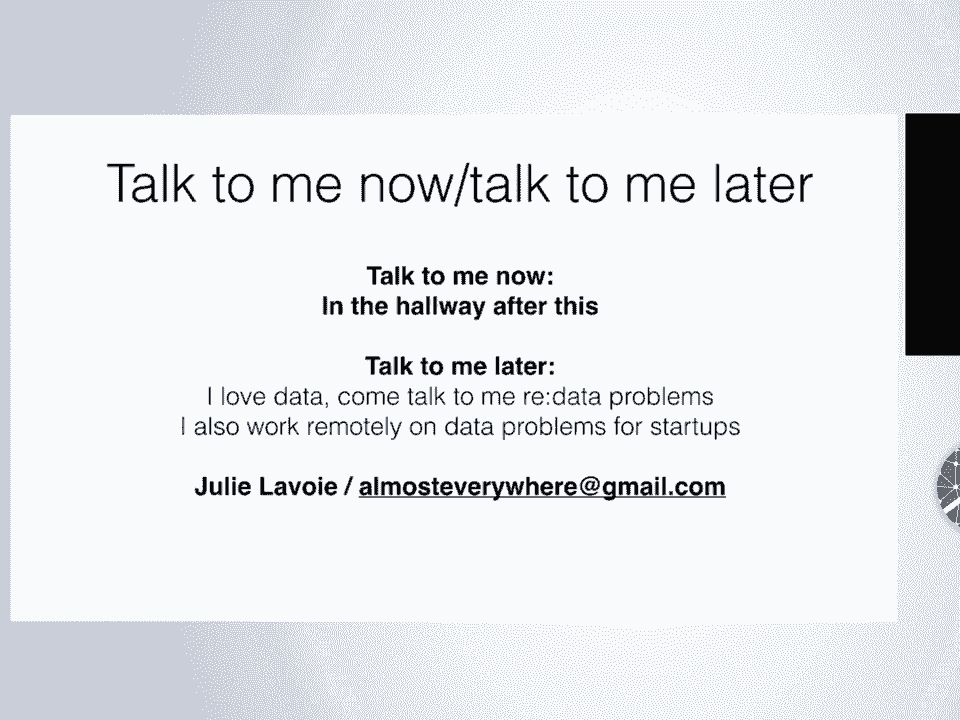 Talk to me now/talk to me later
Talk to me now:
In the hallway after this
Talk to me later:
I love data, come talk to me re:data problems
I also work remotely on data problems for startups
Julie Lavoie / almosteverywhere@gmail.com